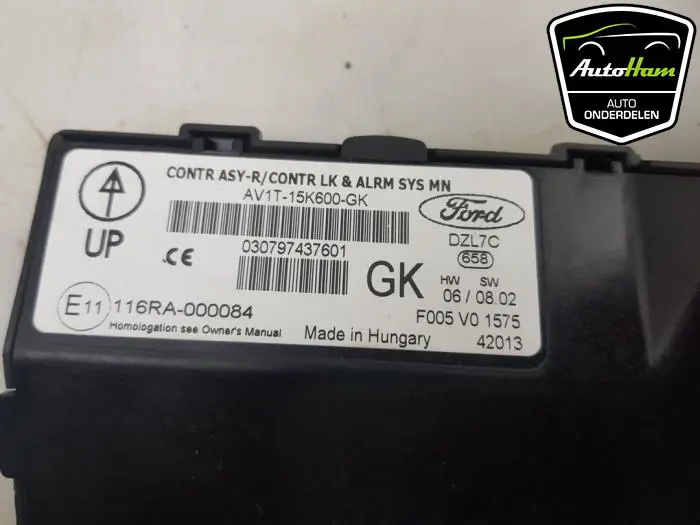 AutoHam
AUTO
ONDERDELEN
CONTR ASY-R/CONTR LK & ALRM SYS MN
AV1T-15K600-GK
Ford
UP
CE
030797437601
GK
DZL7C
658
HW SW
06 / 08.02
E11 116RA-000084
Homologation see Owner's Manual
Made in Hungary
F005 V0 1575
42013